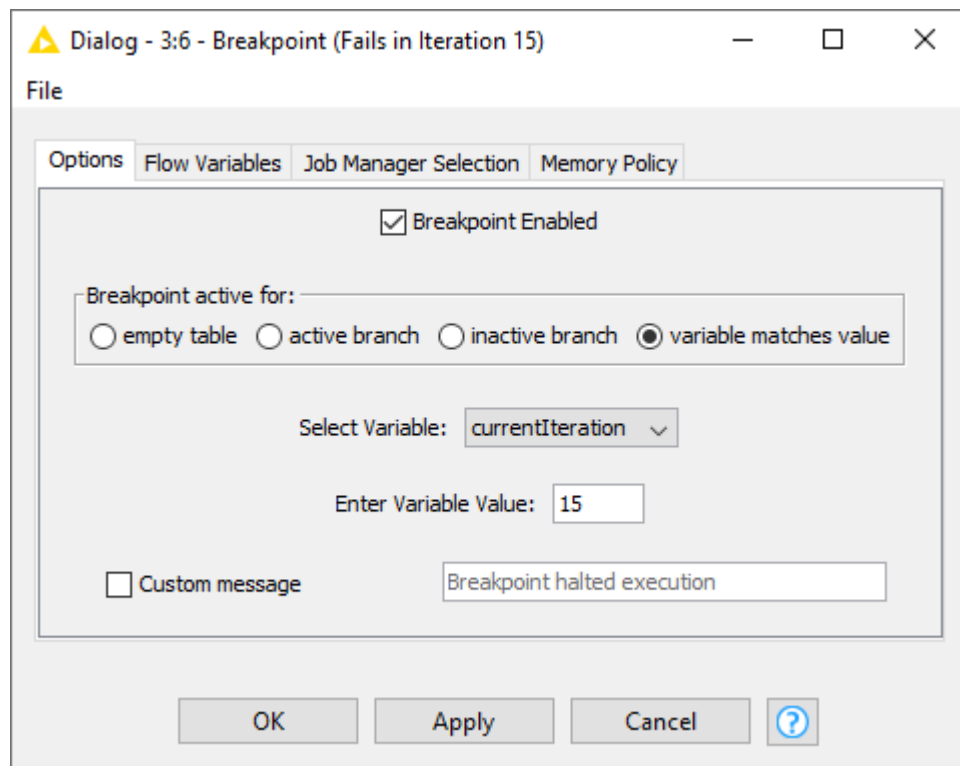 Dialog - 3:6 - Breakpoint (Fails in Iteration 15)
File
Options Flow Variables Job Manager Selection Memory Policy
Breakpoint Enabled
Breakpoint active for:
empty table active branch inactive branch variable matches value
Select Variable: currentIteration
Enter Variable Value: 15
Custom message Breakpoint halted execution
OK Apply Cancel ?